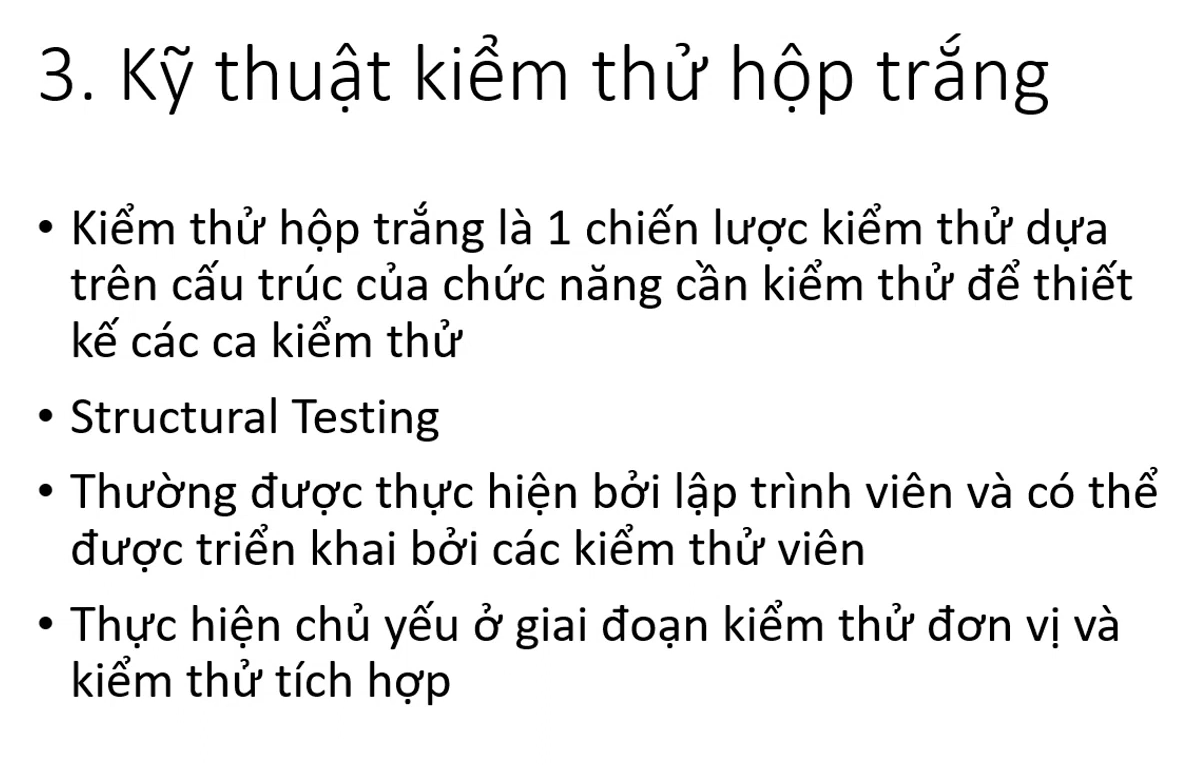 3. Kỹ thuật kiểm thử hộp trắng
• Kiểm thử hộp trắng là 1 chiến lược kiểm thử dựa
trên cấu trúc của chức năng cần kiểm thử để thiết
kế các ca kiểm thử
• Structural Testing
• Thường được thực hiện bởi lập trình viên và có thể
được triển khai bởi các kiểm thử viên
• Thực hiện chủ yếu ở giai đoạn kiểm thử đơn vị và
kiểm thử tích hợp